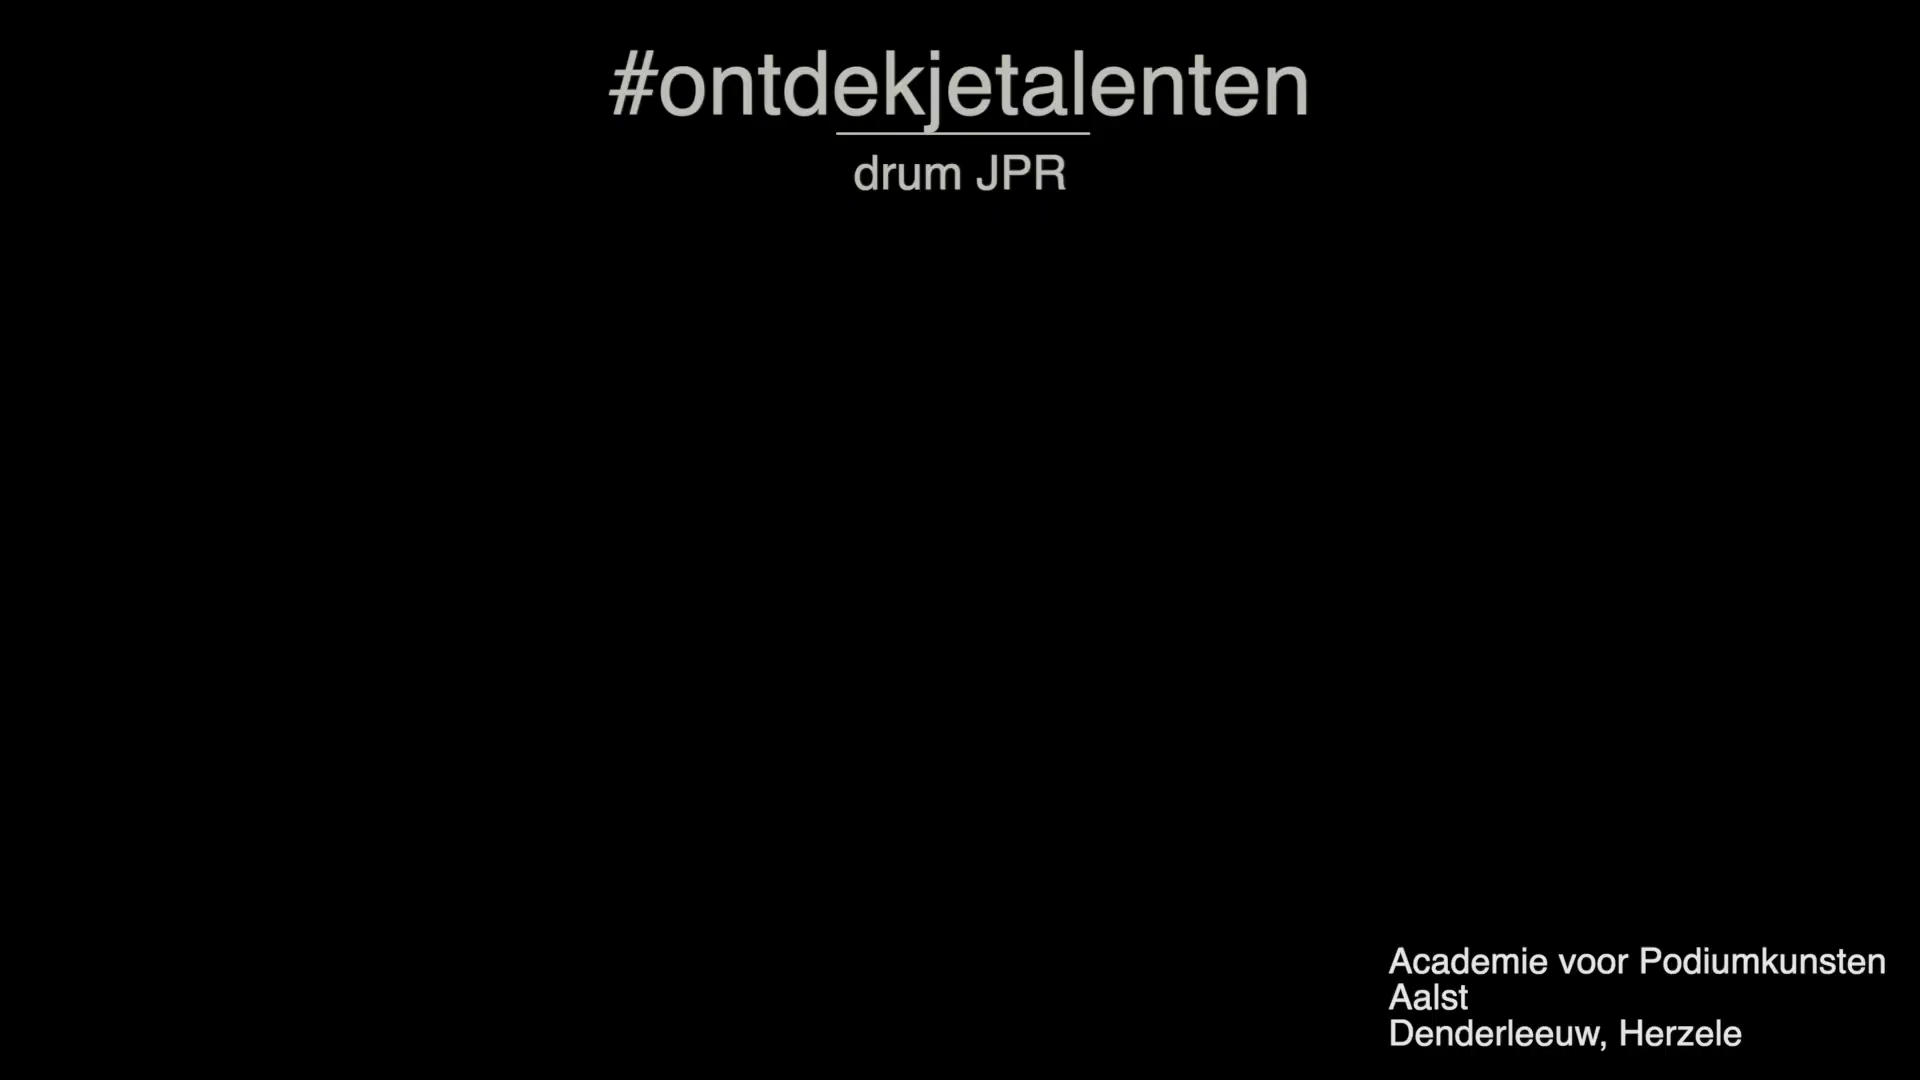 #ontdekjetalenten
drum JPR
Academie voor Podiumkunsten
Aalst
Denderleeuw, Herzele